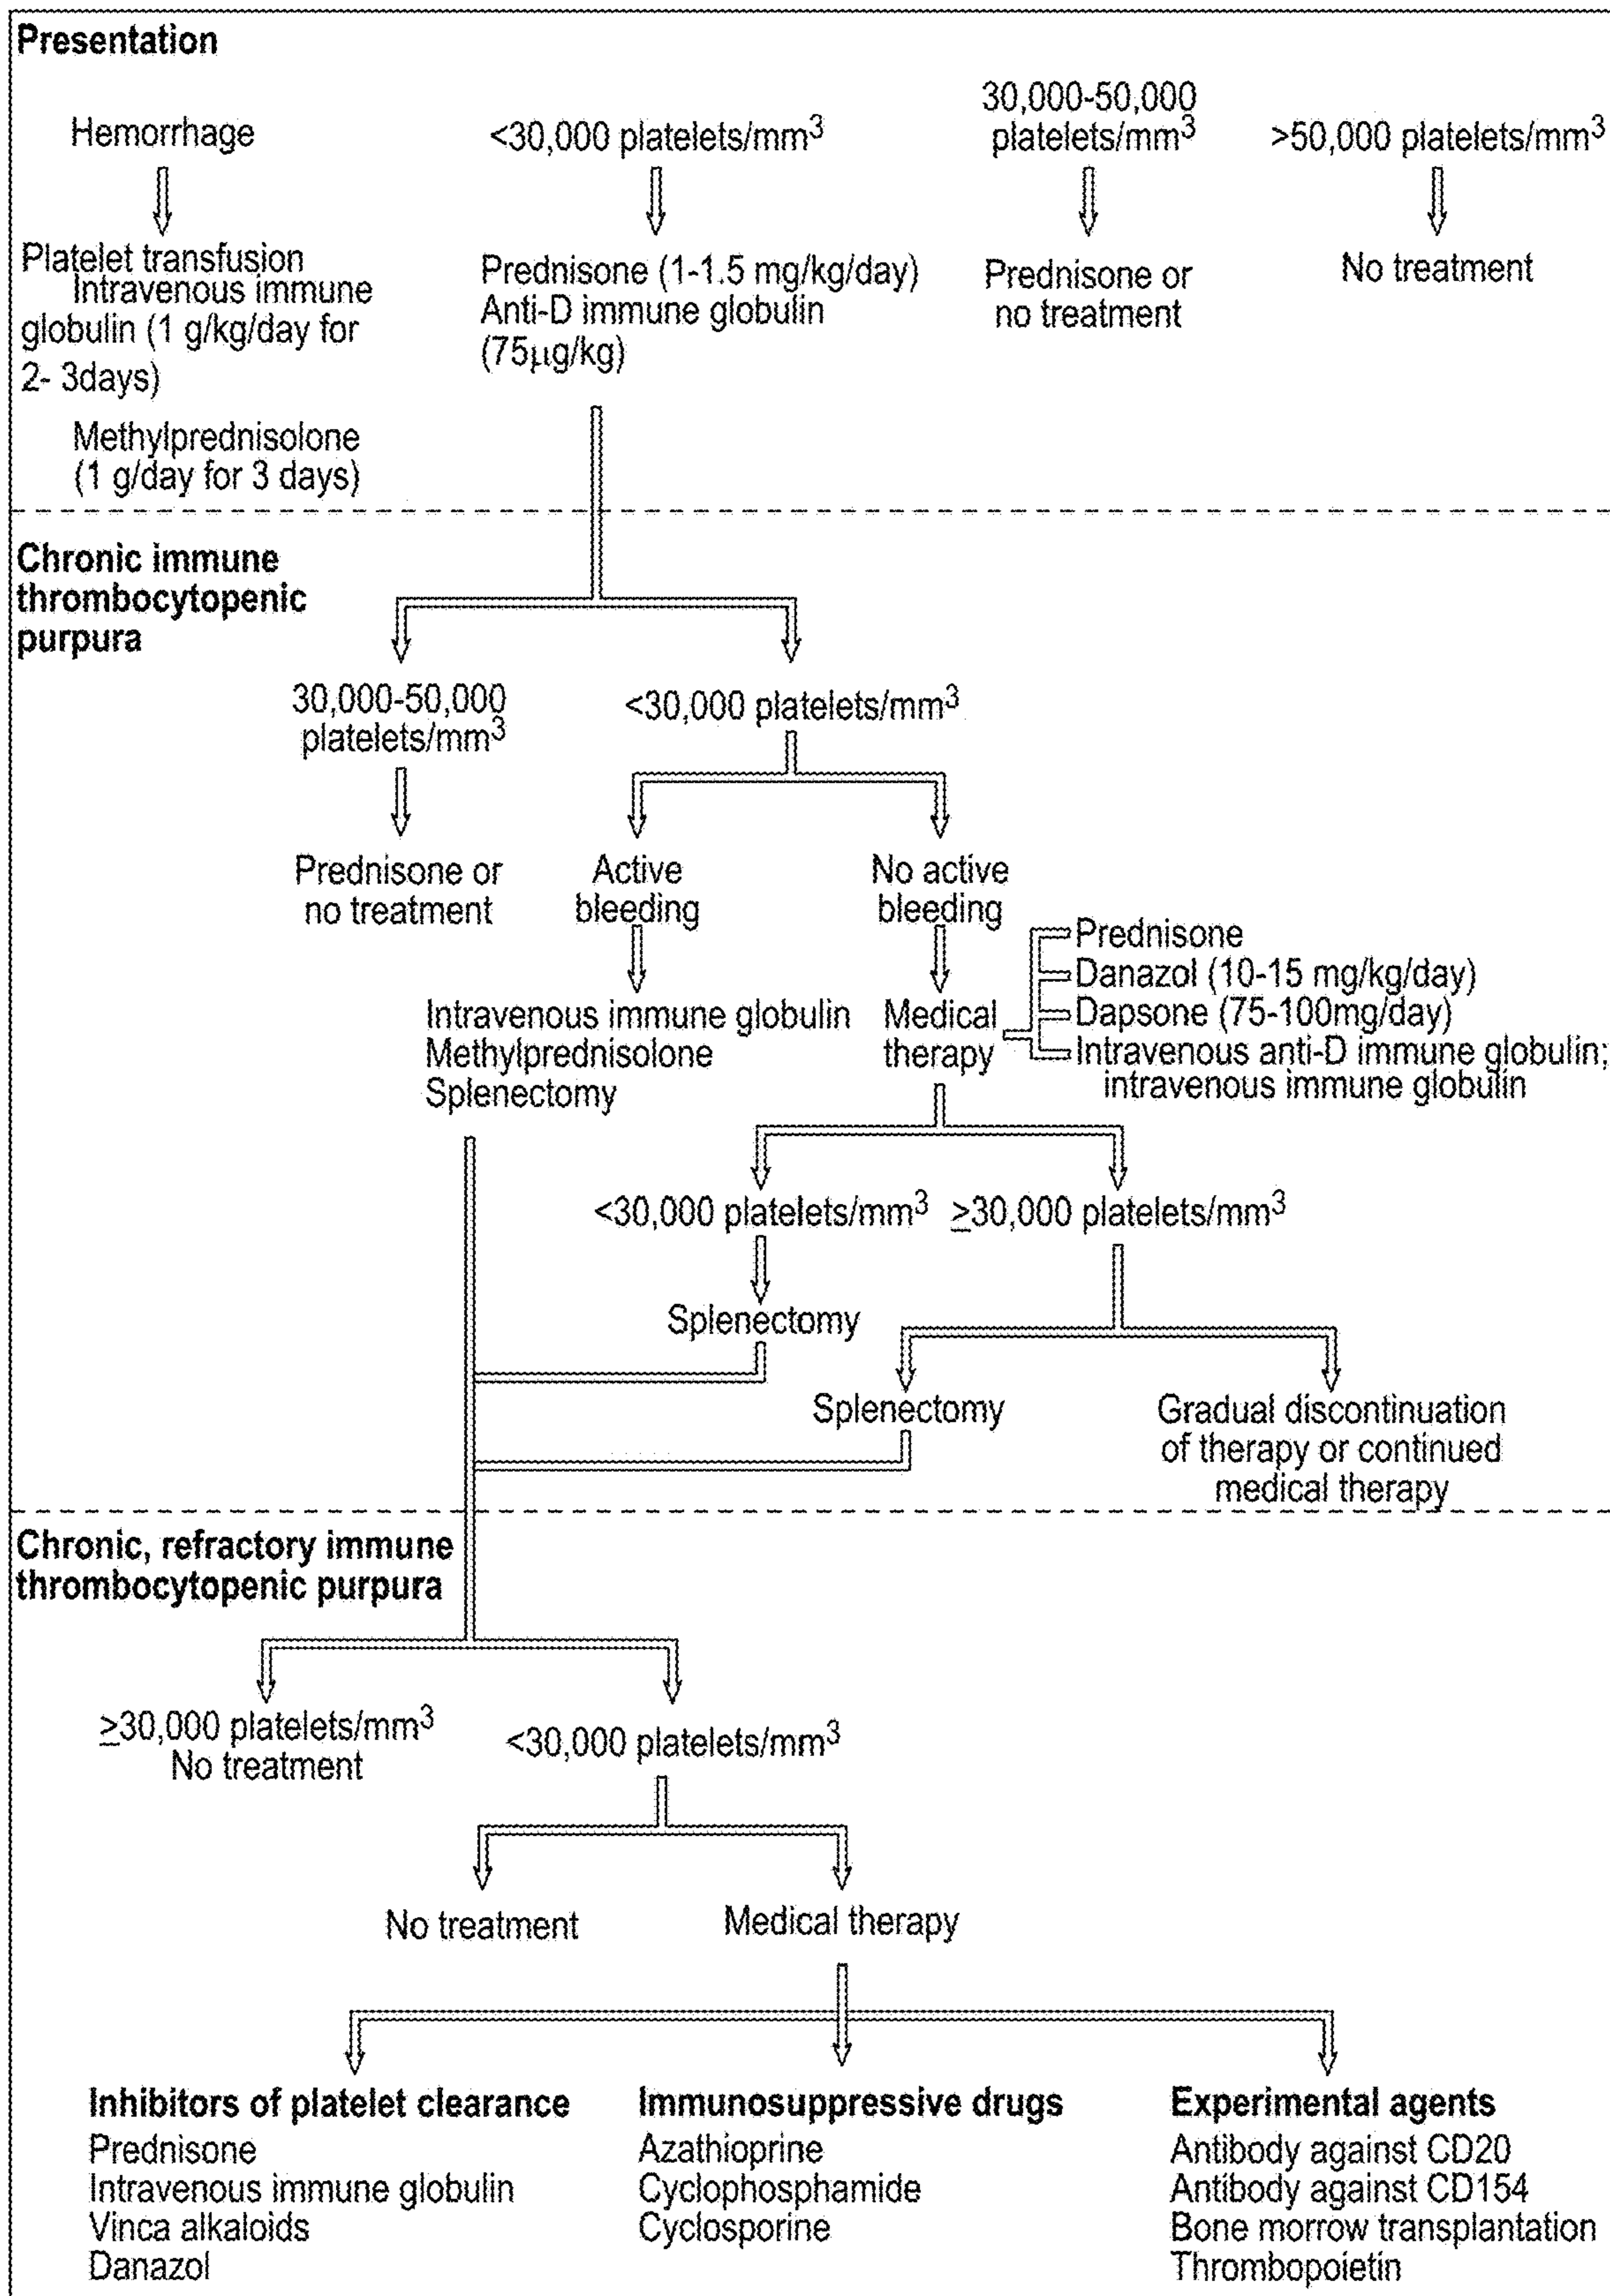 Presentation
Hemorrhage
<30,000 platelets/mm³
30,000-50,000
platelets/mm³
>50,000 platelets/mm³
Platelet transfusion
Intravenous immune
globulin (1 g/kg/day for
2- 3days)
Methylprednisolone
(1 g/day for 3 days)
Prednisone (1-1.5 mg/kg/day)
Anti-D immune globulin
(75µg/kg)
Prednisone or
no treatment
No treatment
Chronic immune
thrombocytopenic
purpura
30,000-50,000
platelets/mm³
<30,000 platelets/mm³
Prednisone or
no treatment
Active
bleeding
No active
bleeding
Intravenous immune globulin
Methylprednisolone
Splenectomy
Medical
therapy
Prednisone
Danazol (10-15 mg/kg/day)
Dapsone (75-100mg/day)
Intravenous anti-D immune globulin;
intravenous immune globulin
<30,000 platelets/mm³
≥30,000 platelets/mm³
Splenectomy
Splenectomy
Gradual discontinuation
of therapy or continued
medical therapy
Chronic, refractory immune
thrombocytopenic purpura
≥30,000 platelets/mm³
No treatment
<30,000 platelets/mm³
No treatment
Medical therapy
Inhibitors of platelet clearance
Prednisone
Intravenous immune globulin
Vinca alkaloids
Danazol
Immunosuppressive drugs
Azathioprine
Cyclophosphamide
Cyclosporine
Experimental agents
Antibody against CD20
Antibody against CD154
Bone morrow transplantation
Thrombopoietin